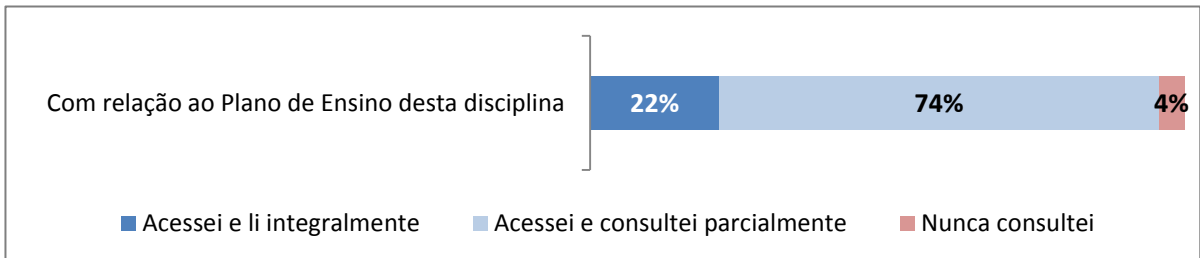 Com relação ao Plano de Ensino desta disciplina
22%
74%
4%
Acessei e li integralmente
Acessei e consultei parcialmente
Nunca consultei